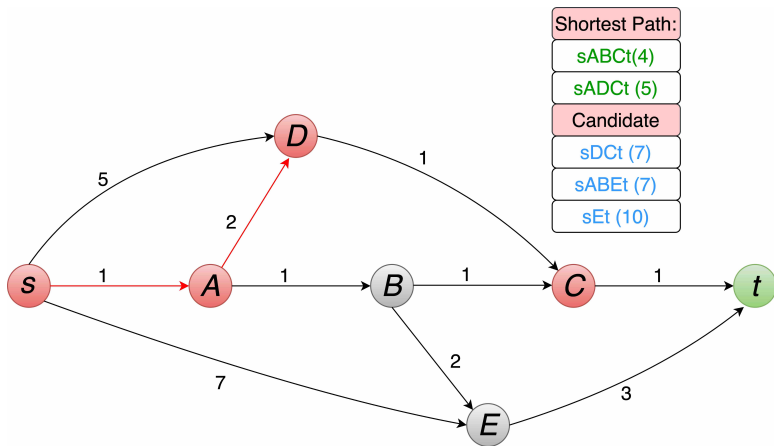 Shortest Path:
sABCt(4)
sADCt (5)
Candidate
sDCt (7)
sABEt (7)
sEt (10)
D
5
1
2
s
1
A
1
B
1
C
1
t
2
7
3
E